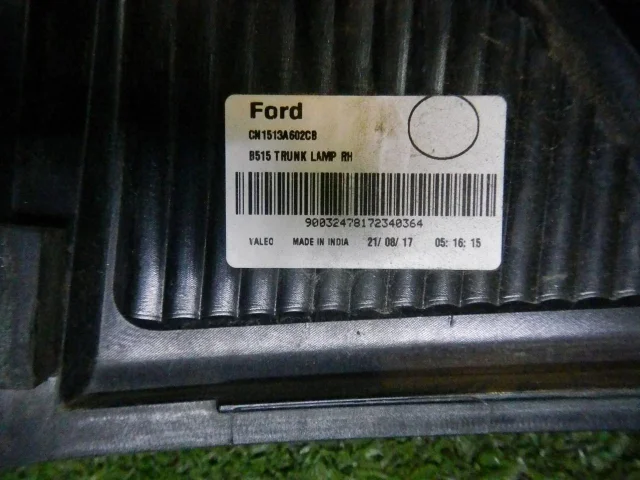 Ford
CN1513A602CB
B515 TRUNK LAMP RH
90032478172340364
VALEO MADE IN INDIA 21/ 08/ 17 05: 16: 15